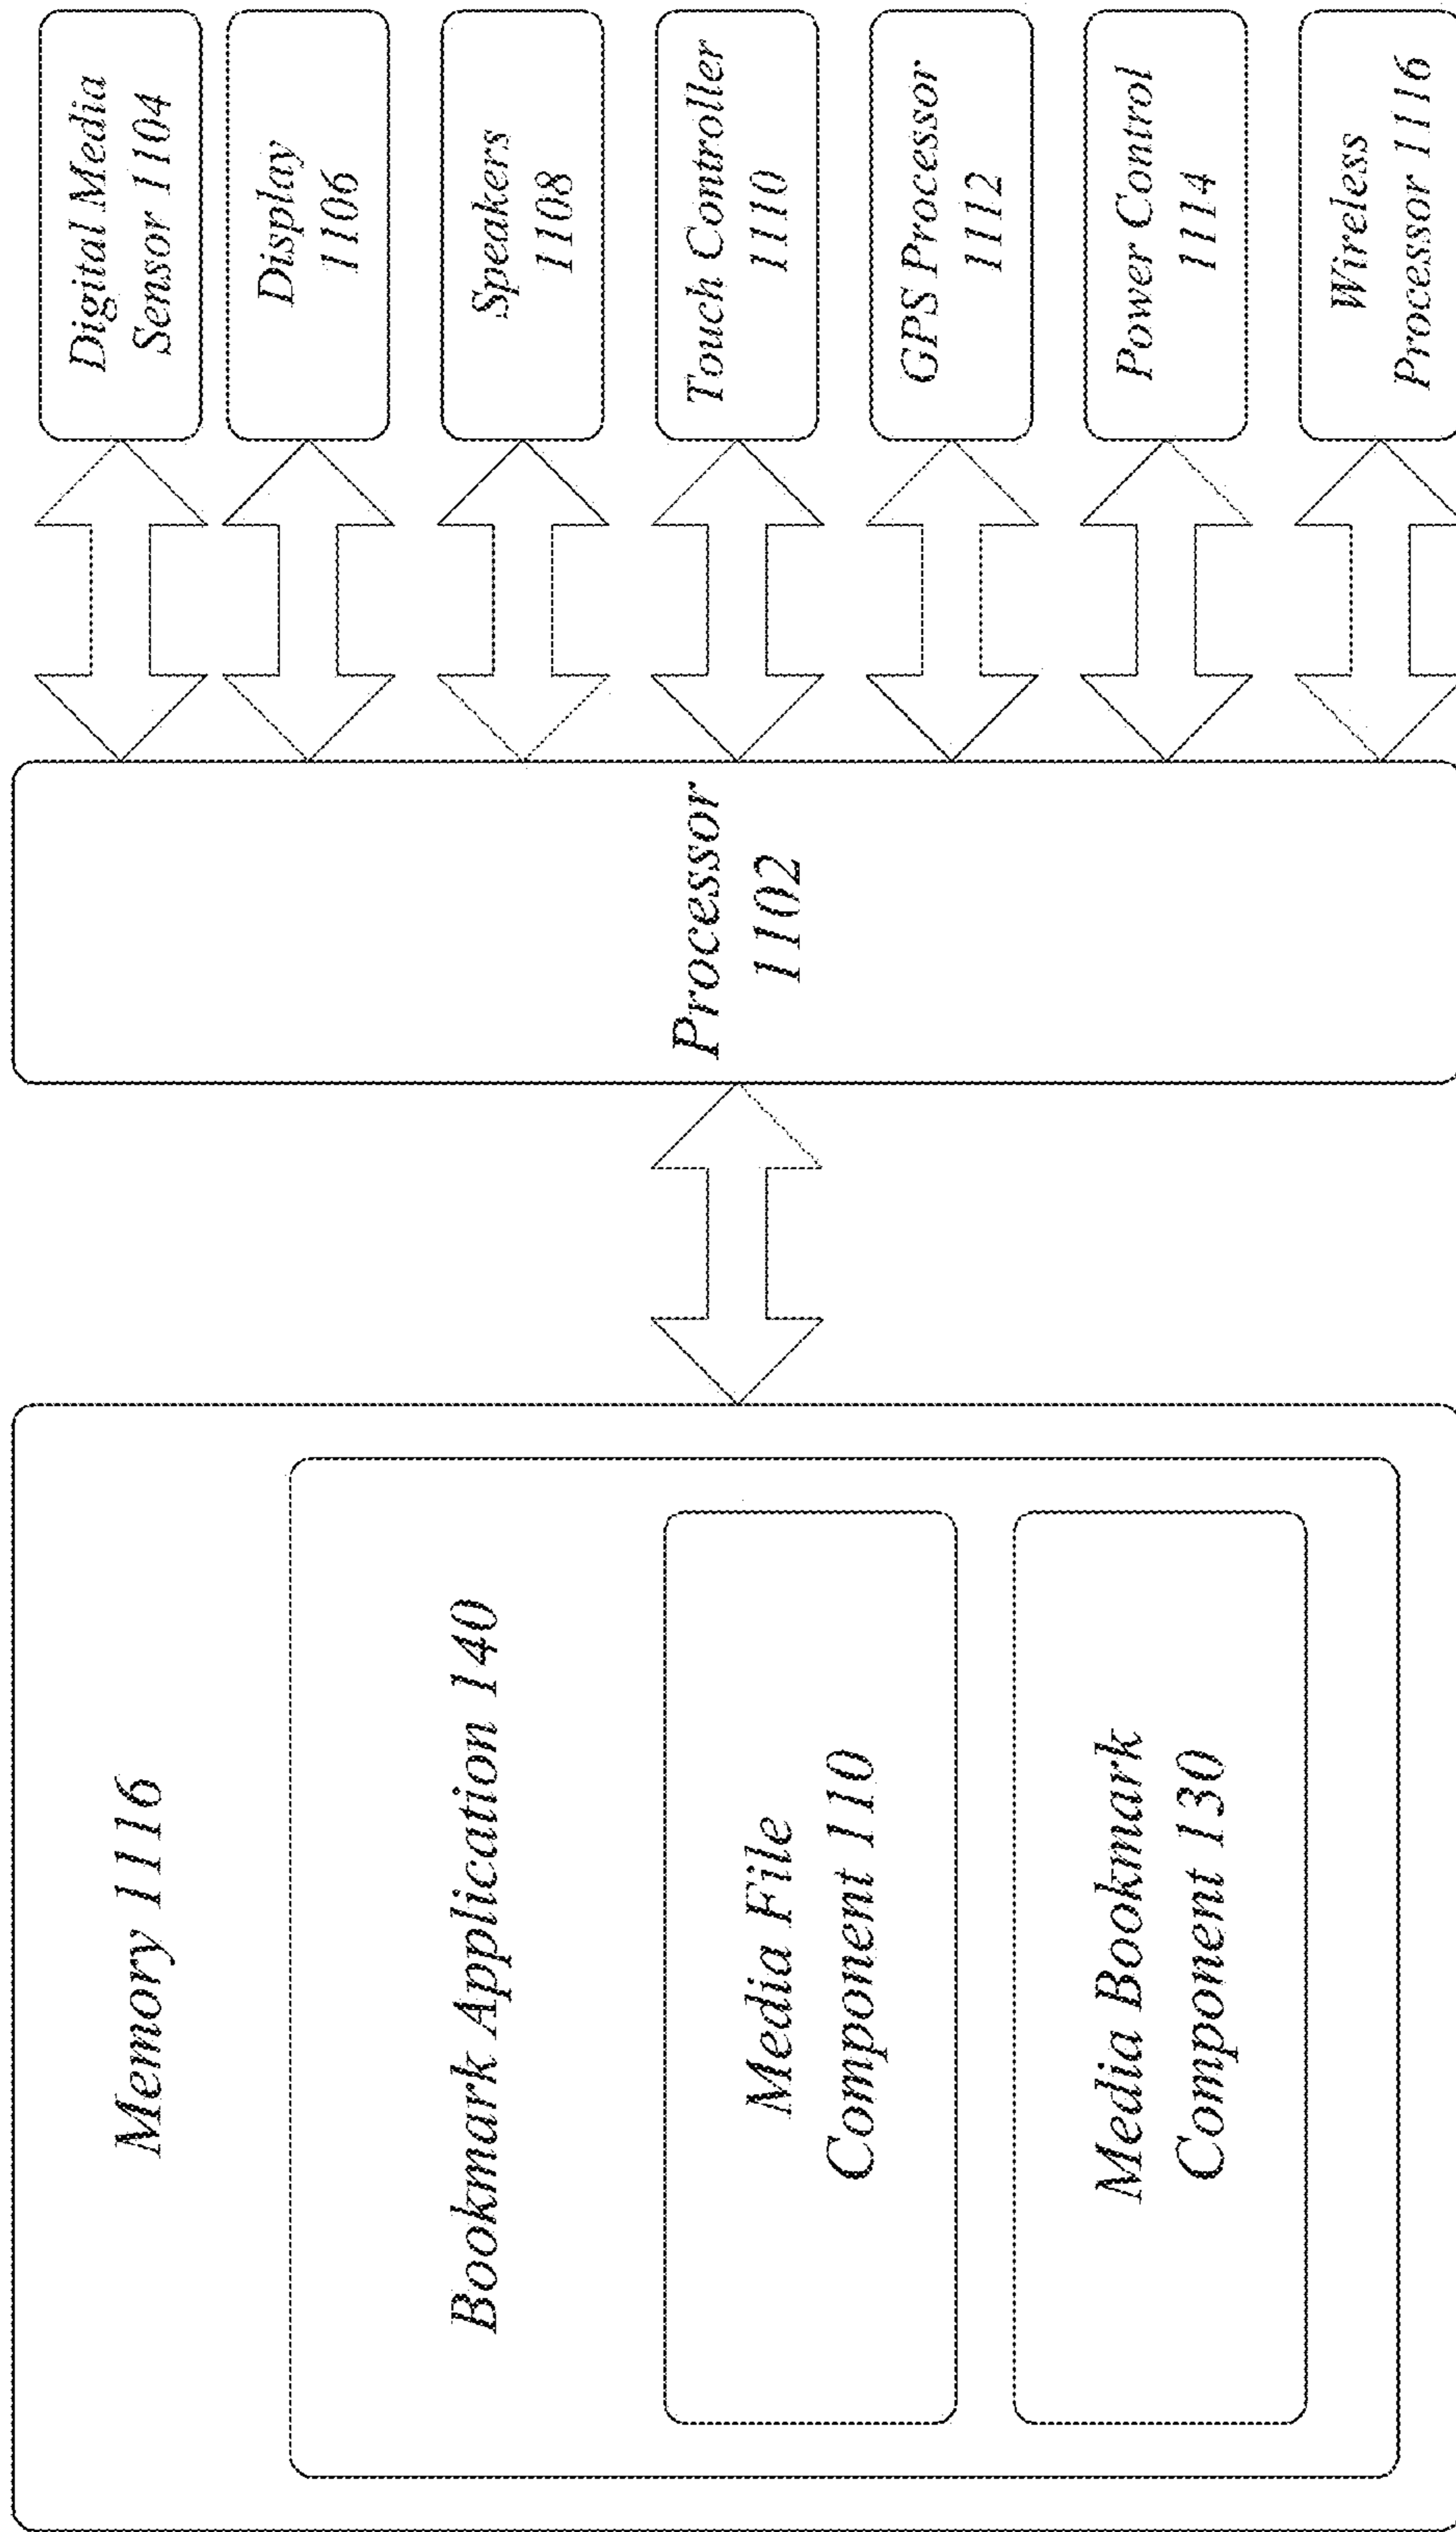 Memory 1116
Bookmark Application 140
Media File
Component 110
Media Bookmark
Component 130
Processor
1102
Digital Media
Sensor 1104
Display
1106
Speakers
1108
Touch Controller
1110
GPS Processor
1112
Power Control
1114
Wireless
Processor 1116